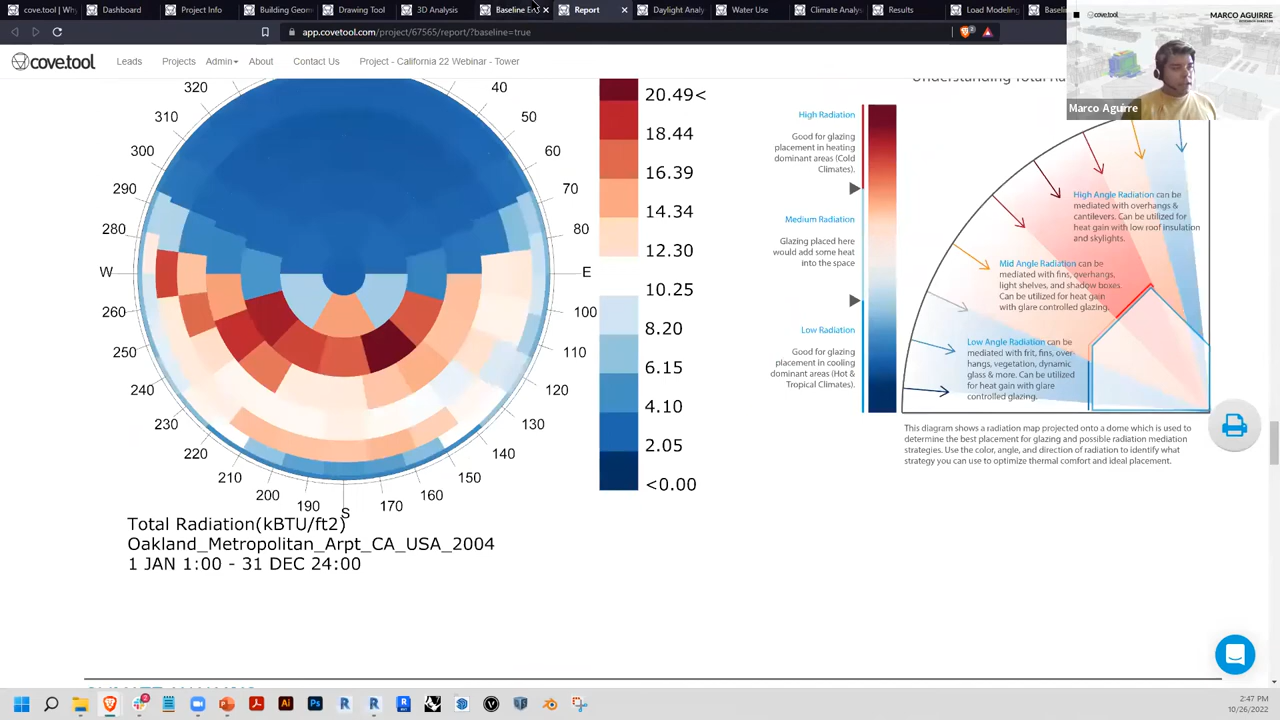 cove.tool | Why
Dashboard
Project Info
Building Geom
Drawing Tool
3D Analysis
Baseline
Report
Daylight Analy
Water Use
Climate Analys
Results
Load Modeling
Baseline
app.covetool.com/project/67565/report/?baseline=true
2
cove.tool
Leads
Projects
Admin
About
Contact Us
Project - California 22 Webinar - Tower
cove.tool
MARCO AGUIRRE
Marco Aguirre
320
310
300
290
280
W
260
250
240
230
220
210
200
190
S
170
160
150
140
130
120
110
100
E
80
70
60
50
40
20.49<
18.44
16.39
14.34
12.30
10.25
8.20
6.15
4.10
2.05
<0.00
Total Radiation(kBTU/ft2)
Oakland_Metropolitan_Arpt_CA_USA_2004
1 JAN 1:00 - 31 DEC 24:00
High Radiation
Good for glazing
placement in heating
dominant areas (Cold
Climates).
Medium Radiation
Glazing placed here
would add some heat
into the space
Low Radiation
Good for glazing
placement in cooling
dominant areas (Hot &
Tropical Climates).
Understanding Total
High Angle Radiation can be
mediated with overhangs &
cantilevers. Can be utilized for
heat gain with low roof insulation
and skylights.
Mid Angle Radiation can be
mediated with fins, overhangs,
light shelves, and shadow boxes.
Can be utilized for heat gain
with glare controlled glazing.
Low Angle Radiation can be
mediated with frit, fins, over-
hangs, vegetation, dynamic
glass & more. Can be utilized
for heat gain with glare
controlled glazing.
This diagram shows a radiation map projected onto a dome which is used to
determine the best placement for glazing and possible radiation mediation
strategies. Use the color, angle, and direction of radiation to identify what
strategy you can use to optimize thermal comfort and ideal placement.
2:47 PM
10/26/2022